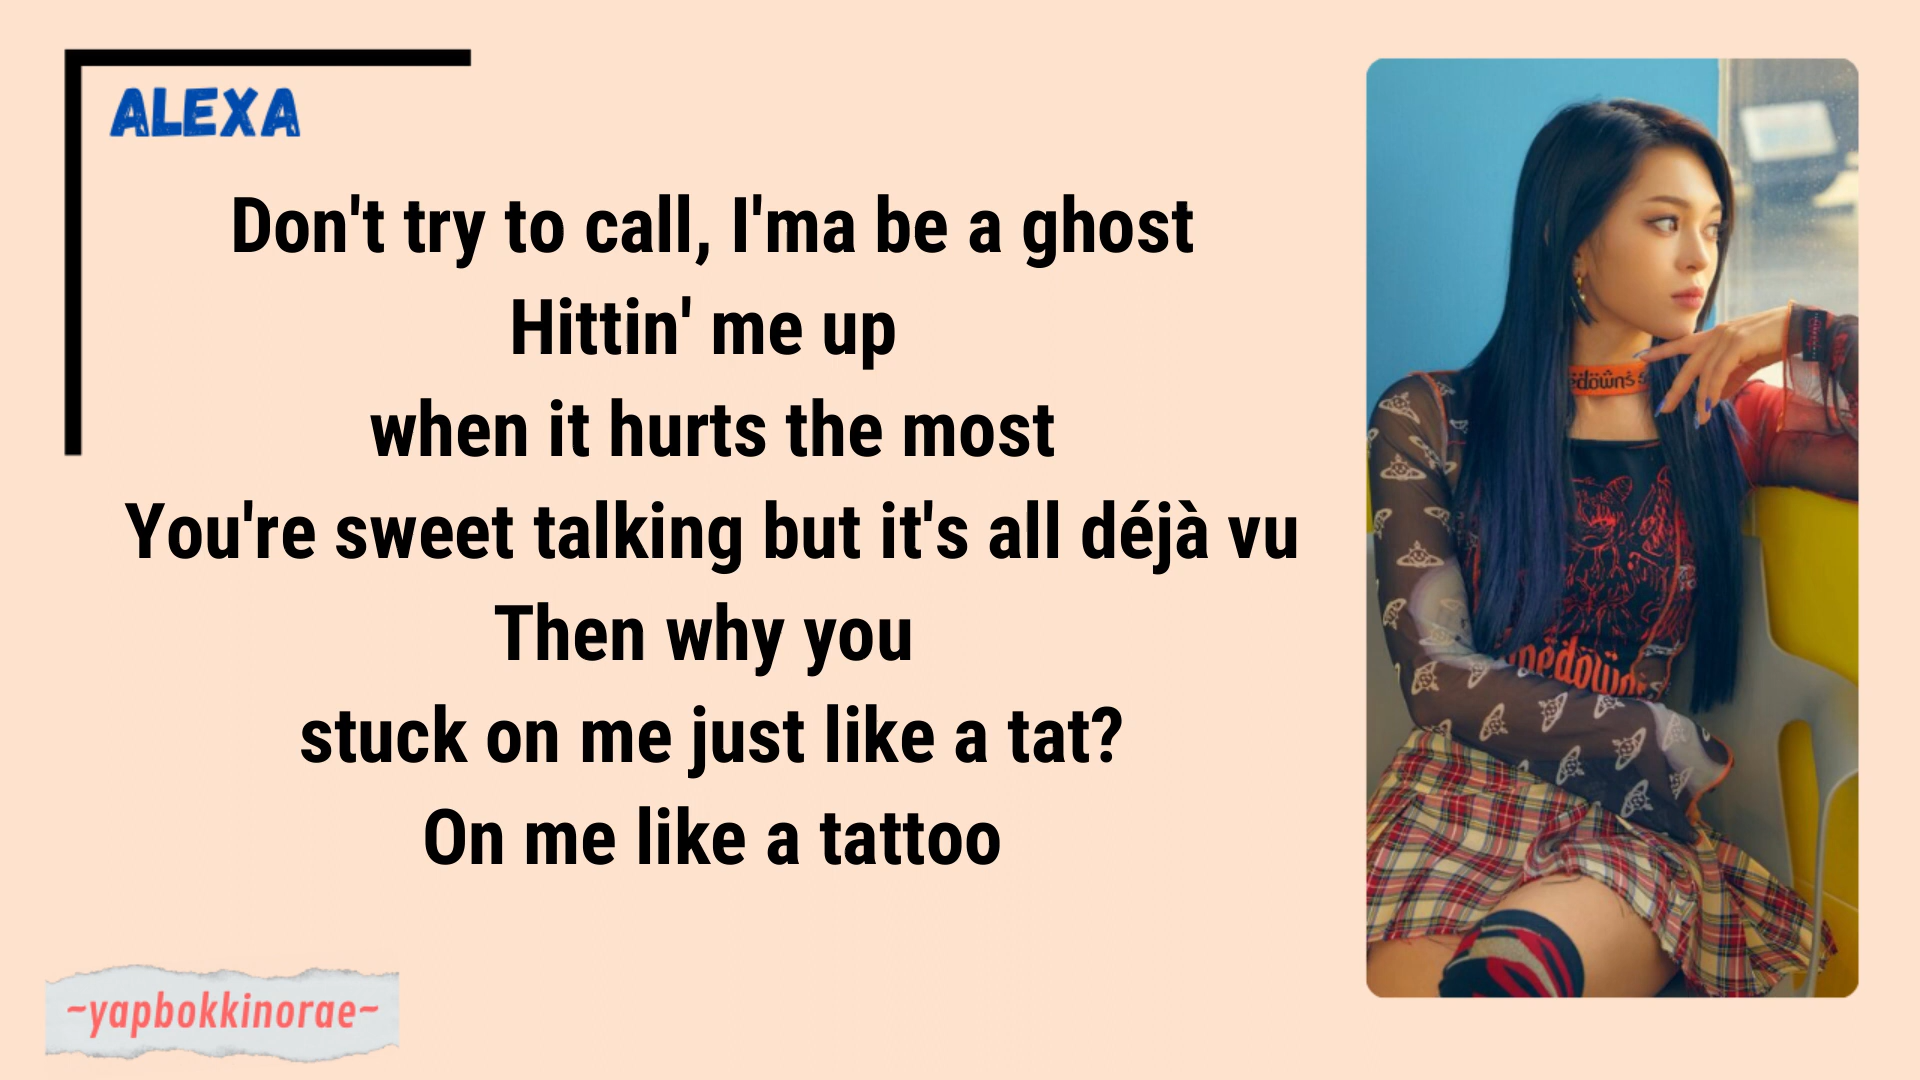 ALEXA
Don't try to call, I'ma be a ghost
Hittin' me up
when it hurts the most
You're sweet talking but it's all déjà vu
Then why you
stuck on me just like a tat?
On me like a tattoo
~yapbokkinorae~